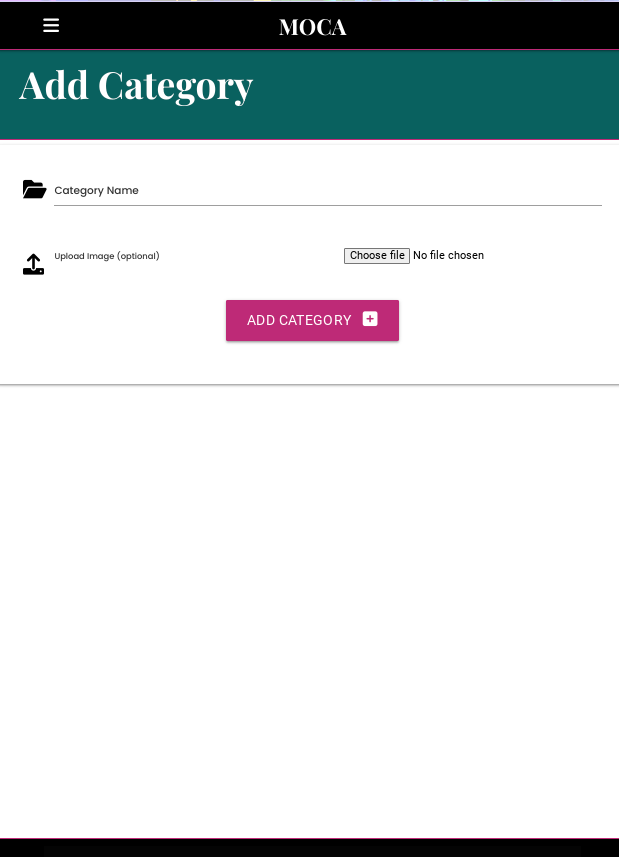 MOCA
Add Category
Category Name
Upload Image (optional)
Choose file No file chosen
ADD CATEGORY